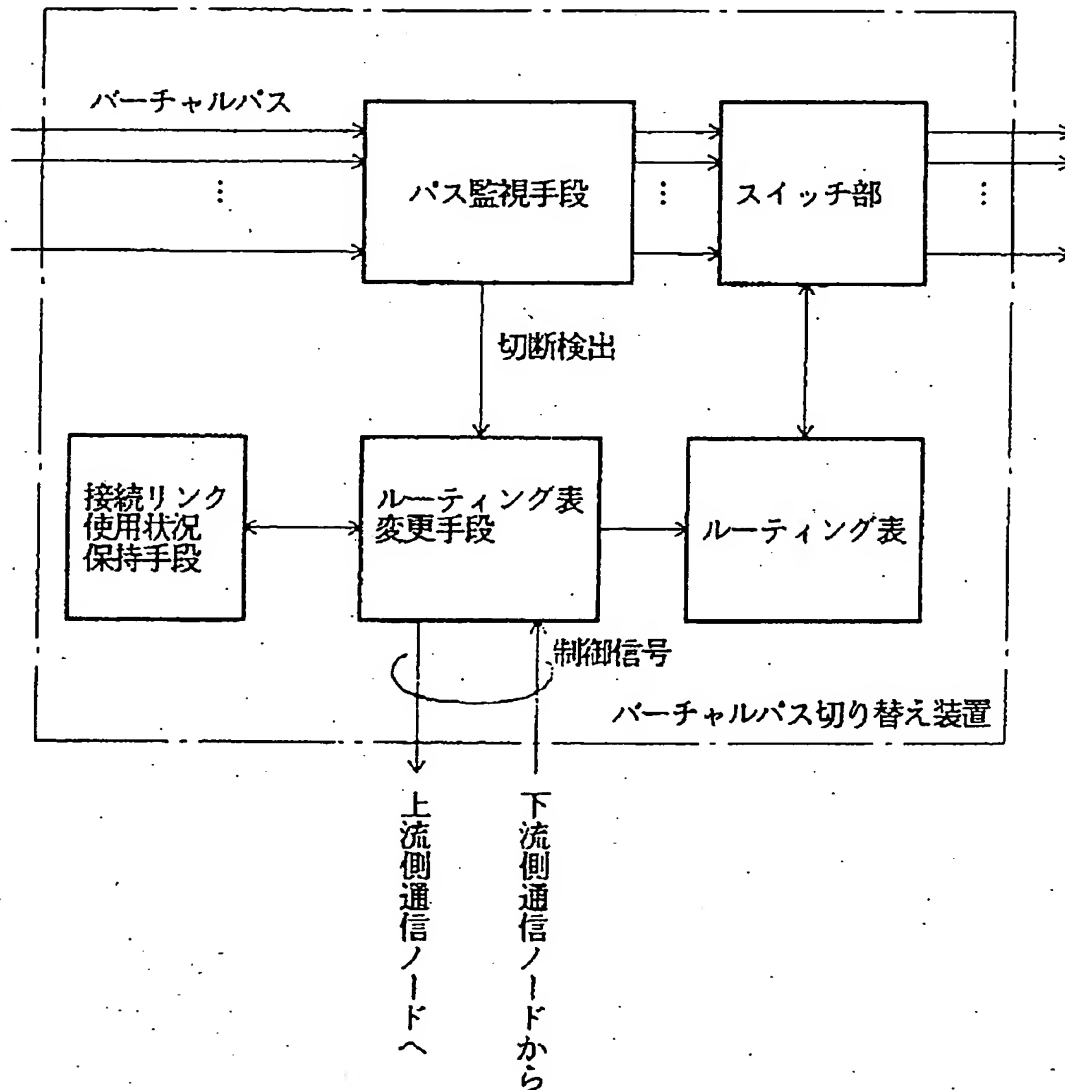 バーチャルパス
パス監視手段
スイッチ部
切断検出
接続リンク
使用状況
保持手段
ルーティング表
変更手段
ルーティング表
制御信号
バーチャルパス切り替え装置
上流側通信ノードへ
下流側通信ノードから